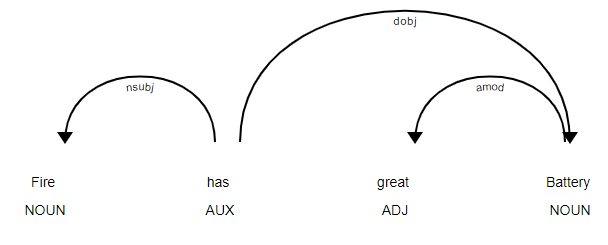 dobj
nsubj amod
Fire has great Battery
NOUN AUX ADJ NOUN